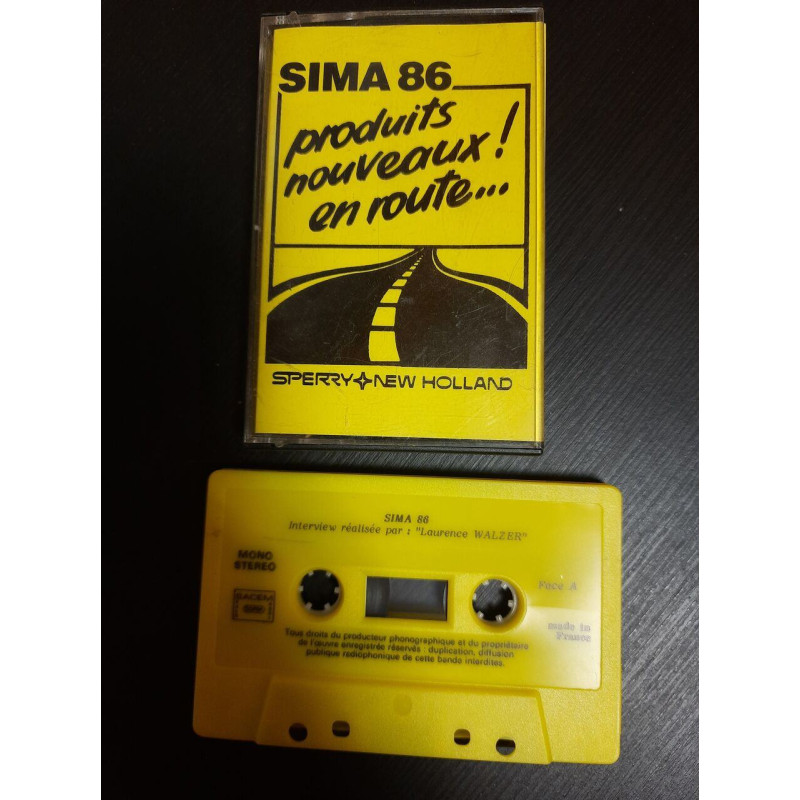 SIMA 86
produits
nouveaux!
en route...
SPERRY NEW HOLLAND
SIMA 86
Interview réalisée par : "Laurence WALZER"
MONO
STEREO
SACEM
Face A
made in
France
Tous droits du producteur phonographique et du propriétaire
de l'œuvre enregistrée réservés : duplication, diffusion
publique radiophonique de cette bande interdites.